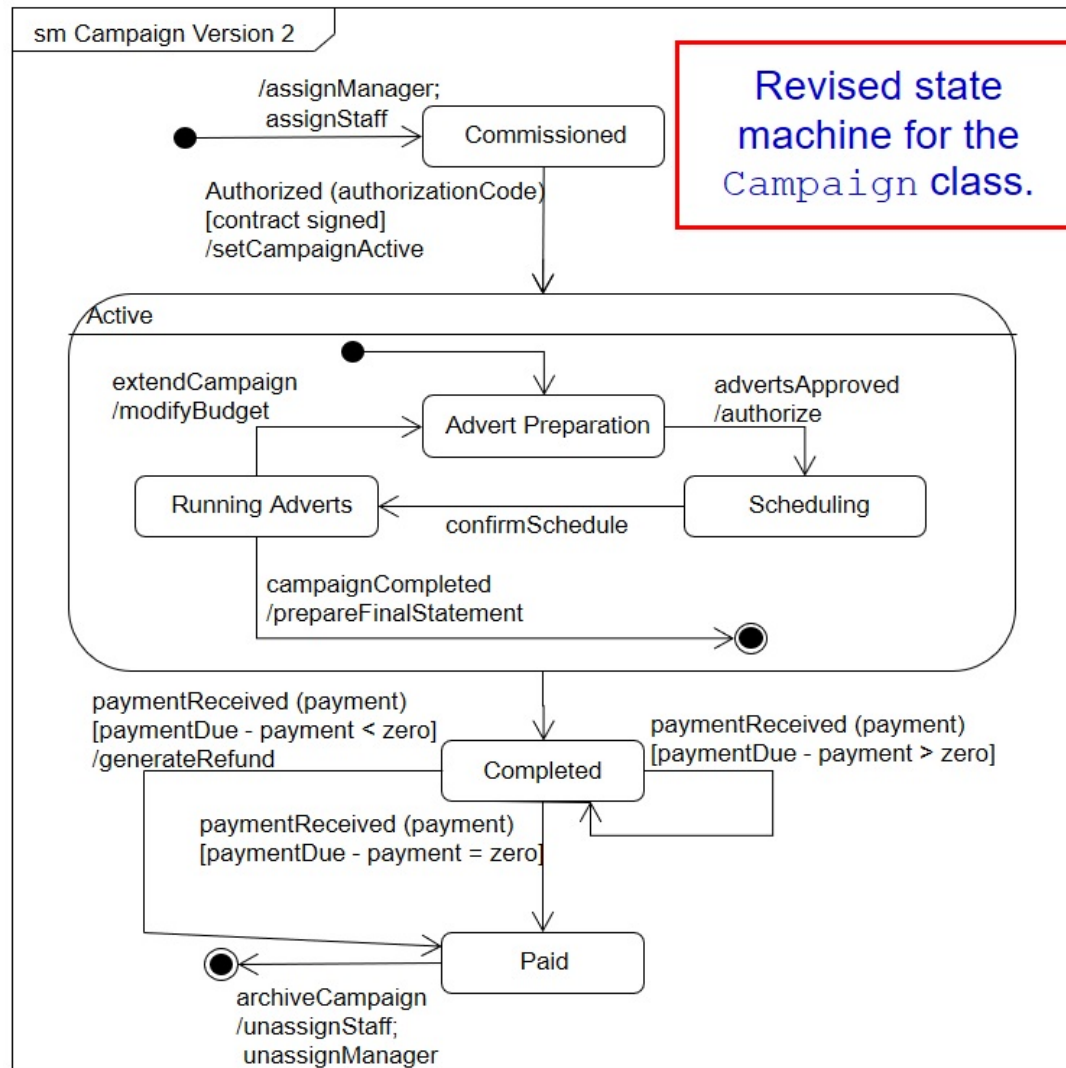 sm Campaign Version 2
Revised state
machine for the
Campaign class.
/assignManager;
assignStaff
Commissioned
Authorized (authorizationCode)
[contract signed]
/setCampaignActive
Active
extendCampaign
/modifyBudget
Advert Preparation
advertsApproved
/authorize
Running Adverts
confirmSchedule
Scheduling
campaignCompleted
/prepareFinalStatement
paymentReceived (payment)
[paymentDue - payment < zero]
/generateRefund
Completed
paymentReceived (payment)
[paymentDue - payment > zero]
paymentReceived (payment)
[paymentDue - payment = zero]
Paid
archiveCampaign
/unassignStaff;
unassignManager